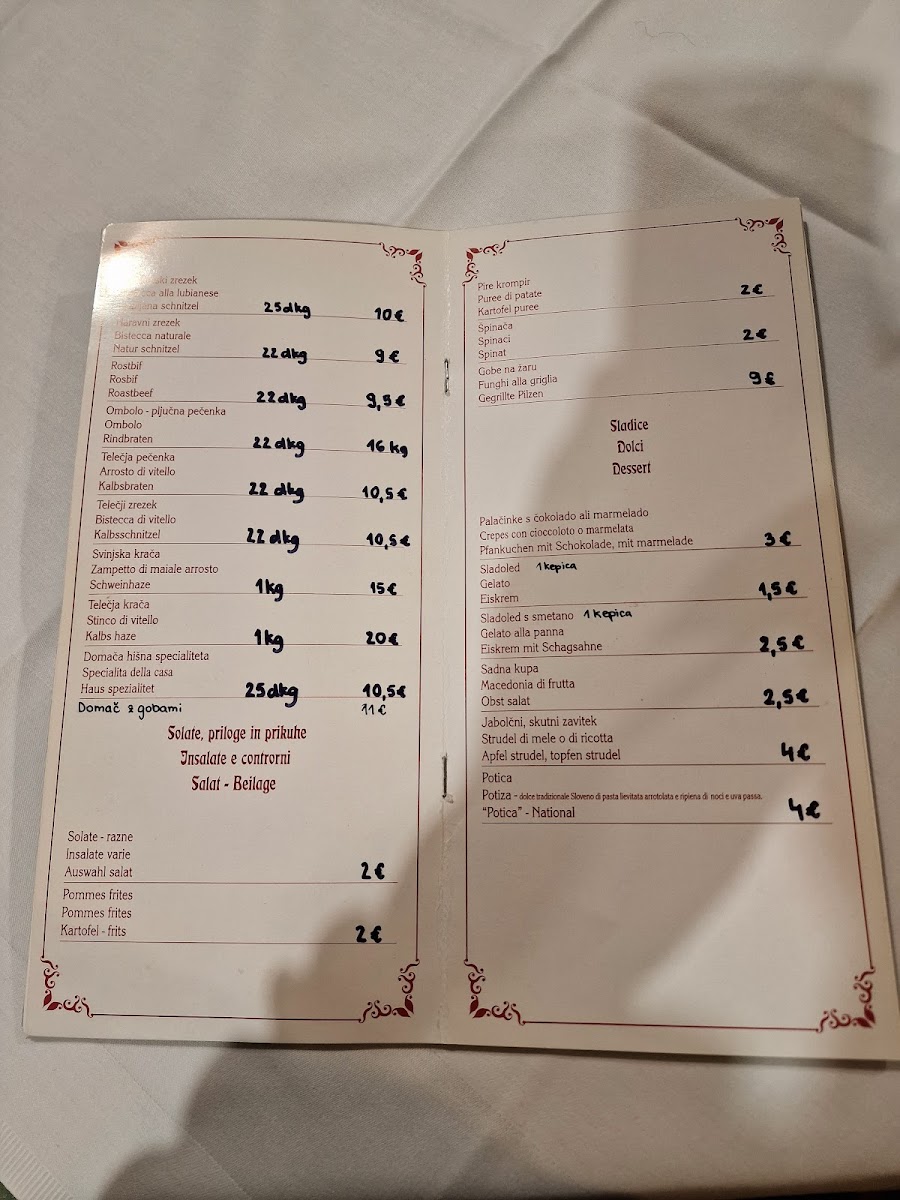 zrezek
alla lubianese
schnitzel 25dkg 10 €
Naravni zrezek
Bistecca naturale
Natur schnitzel 22 dkg 9 €
Rostbif
Rosbif
Roastbeef 22 dkg 9,5 €
Ombolo - pljučna pečenka
Ombolo
Rindbraten 22 dkg 16 kg
Telečja pečenka
Arrosto di vitello
Kalbsbraten 22 dkg 10,5 €
Telečji zrezek
Bistecca di vitello
Kalbsschnitzel 22 dkg 10,5 €
Svinjska krača
Zampetto di maiale arrosto
Schweinhaze 1kg 15 €
Telečja krača
Stinco di vitello
Kalbs haze 1kg 20 €
Domača hišna specialiteta
Specialita della casa
Haus spezialitet 25 dkg 10,5 €
Domač z gobami 11 €
Solate, priloge in prikuhe
Insalate e controrni
Salat - Beilage
Solate - razne
Insalate varie
Auswahl salat 2 €
Pommes frites
Pommes frites
Kartofel - frits 2 €
Pire krompir
Puree di patate
Kartofel puree 2 €
Špinača
Spinaci
Spinat 2 €
Gobe na žaru
Funghi alla griglia
Gegrillte Pilzen 9 €
Sladice
Dolci
Dessert
Palačinke s čokolado ali marmelado
Crepes con cioccoloto o marmelata
Pfankuchen mit Schokolade, mit marmelade 3 €
Sladoled 1 kepica
Gelato
Eiskrem 1,5 €
Sladoled s smetano 1 kepica
Gelato alla panna
Eiskrem mit Schagsahne 2,5 €
Sadna kupa
Macedonia di frutta
Obst salat 2,5 €
Jabolčni, skutni zavitek
Strudel di mele o di ricotta
Apfel strudel, topfen strudel 4 €
Potica
Potiza - dolce tradizionale Sloveno di pasta lievitata arrotolata e ripiena di noci e uva passa.
"Potica" - National 4 €